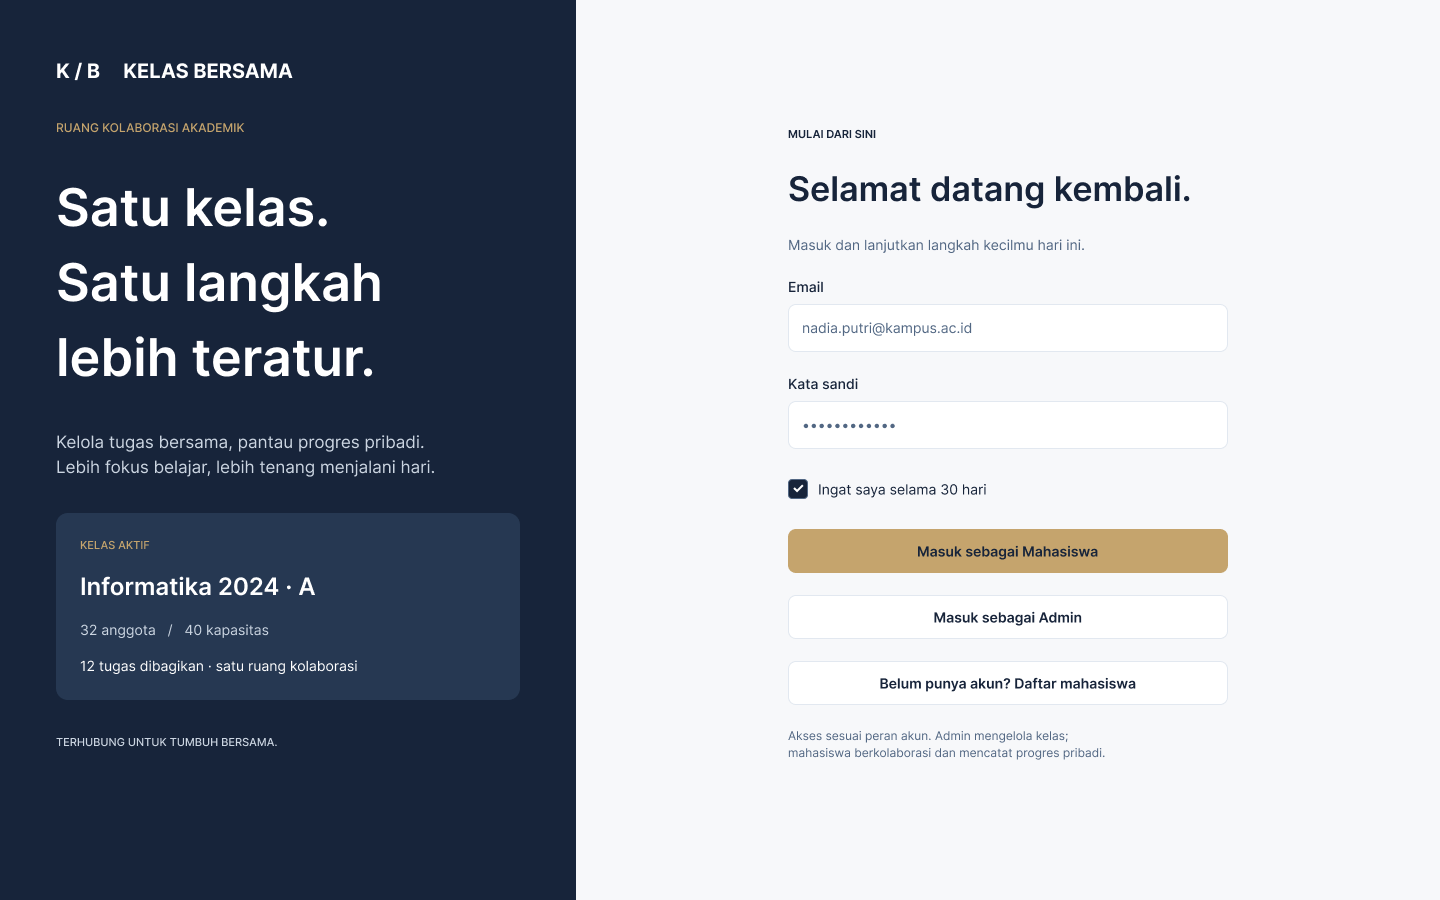 K / B KELAS BERSAMA
RUANG KOLABORASI AKADEMIK
Satu kelas.
Satu langkah
lebih teratur.
Kelola tugas bersama, pantau progres pribadi.
Lebih fokus belajar, lebih tenang menjalani hari.
KELAS AKTIF
Informatika 2024 · A
32 anggota / 40 kapasitas
12 tugas dibagikan · satu ruang kolaborasi
TERHUBUNG UNTUK TUMBUH BERSAMA.
MULAI DARI SINI
Selamat datang kembali.
Masuk dan lanjutkan langkah kecilmu hari ini.
Email
nadia.putri@kampus.ac.id
Kata sandi
••••••••••••
Ingat saya selama 30 hari
Masuk sebagai Mahasiswa
Masuk sebagai Admin
Belum punya akun? Daftar mahasiswa
Akses sesuai peran akun. Admin mengelola kelas;
mahasiswa berkolaborasi dan mencatat progres pribadi.